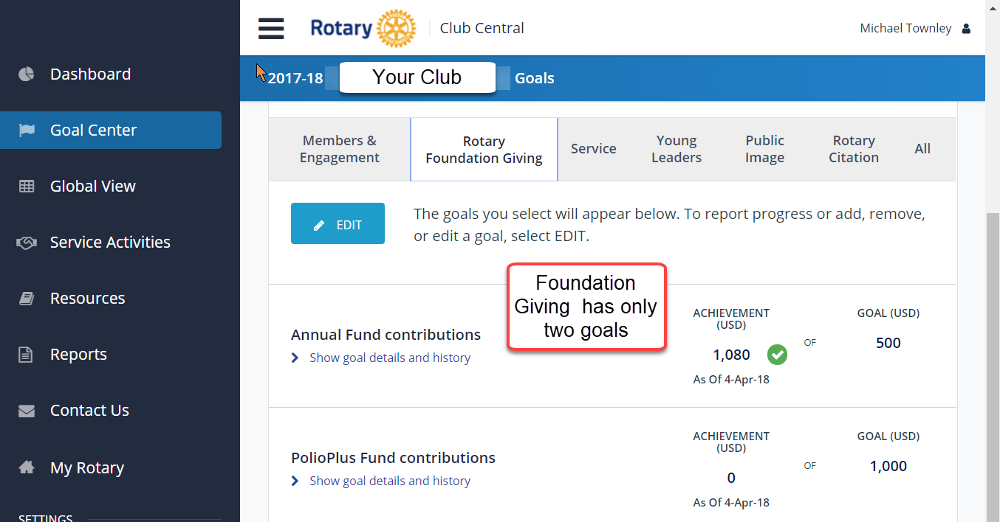 Rotary
Club Central
Michael Townley
Dashboard
Goal Center
Global View
Service Activities
Resources
Reports
Contact Us
My Rotary
SETTINGS
2017-18
Your Club
Goals
Members &
Engagement
Rotary
Foundation Giving
Service
Young
Leaders
Public
Image
Rotary
Citation
All
EDIT
The goals you select will appear below. To report progress or add, remove,
or edit a goal, select EDIT.
Foundation
Giving has only
two goals
Annual Fund contributions
Show goal details and history
ACHIEVEMENT
(USD)
1,080
As Of 4-Apr-18
OF
GOAL (USD)
500
PolioPlus Fund contributions
Show goal details and history
ACHIEVEMENT
(USD)
0
As Of 4-Apr-18
OF
GOAL (USD)
1,000